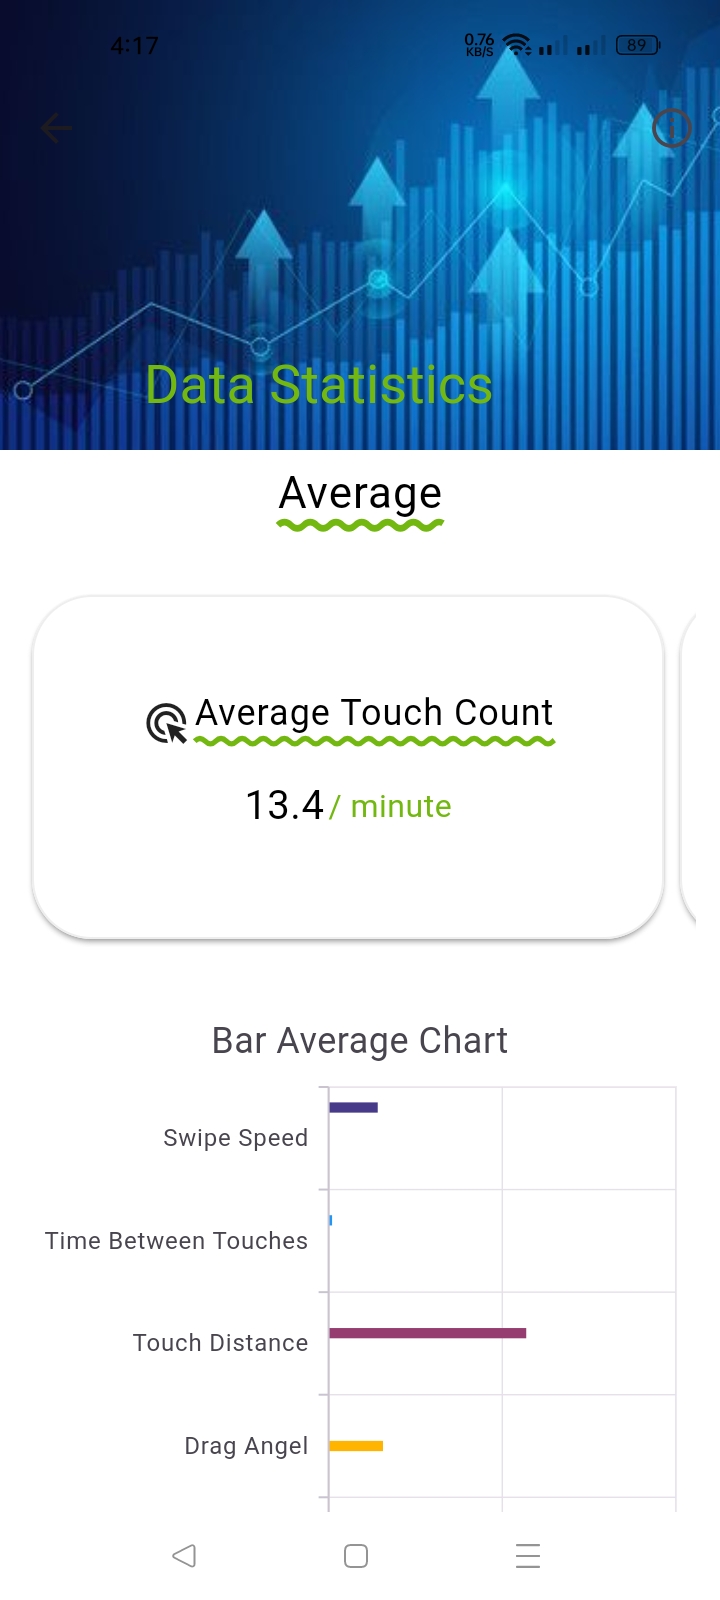 4:17
0.76
KB/S
89
Data Statistics
Average
Average Touch Count
13.4/ minute
Bar Average Chart
Swipe Speed
Time Between Touches
Touch Distance
Drag Angel